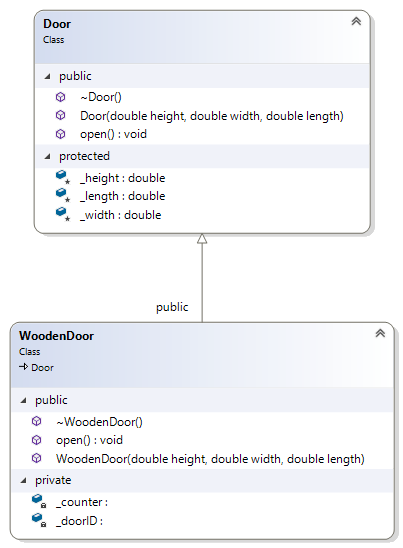 Door
Class
public
~Door()
Door(double height, double width, double length)
open() : void
protected
_height : double
_length : double
_width : double
public
WoodenDoor
Class
Door
public
~WoodenDoor()
open() : void
WoodenDoor(double height, double width, double length)
private
_counter :
_doorID :